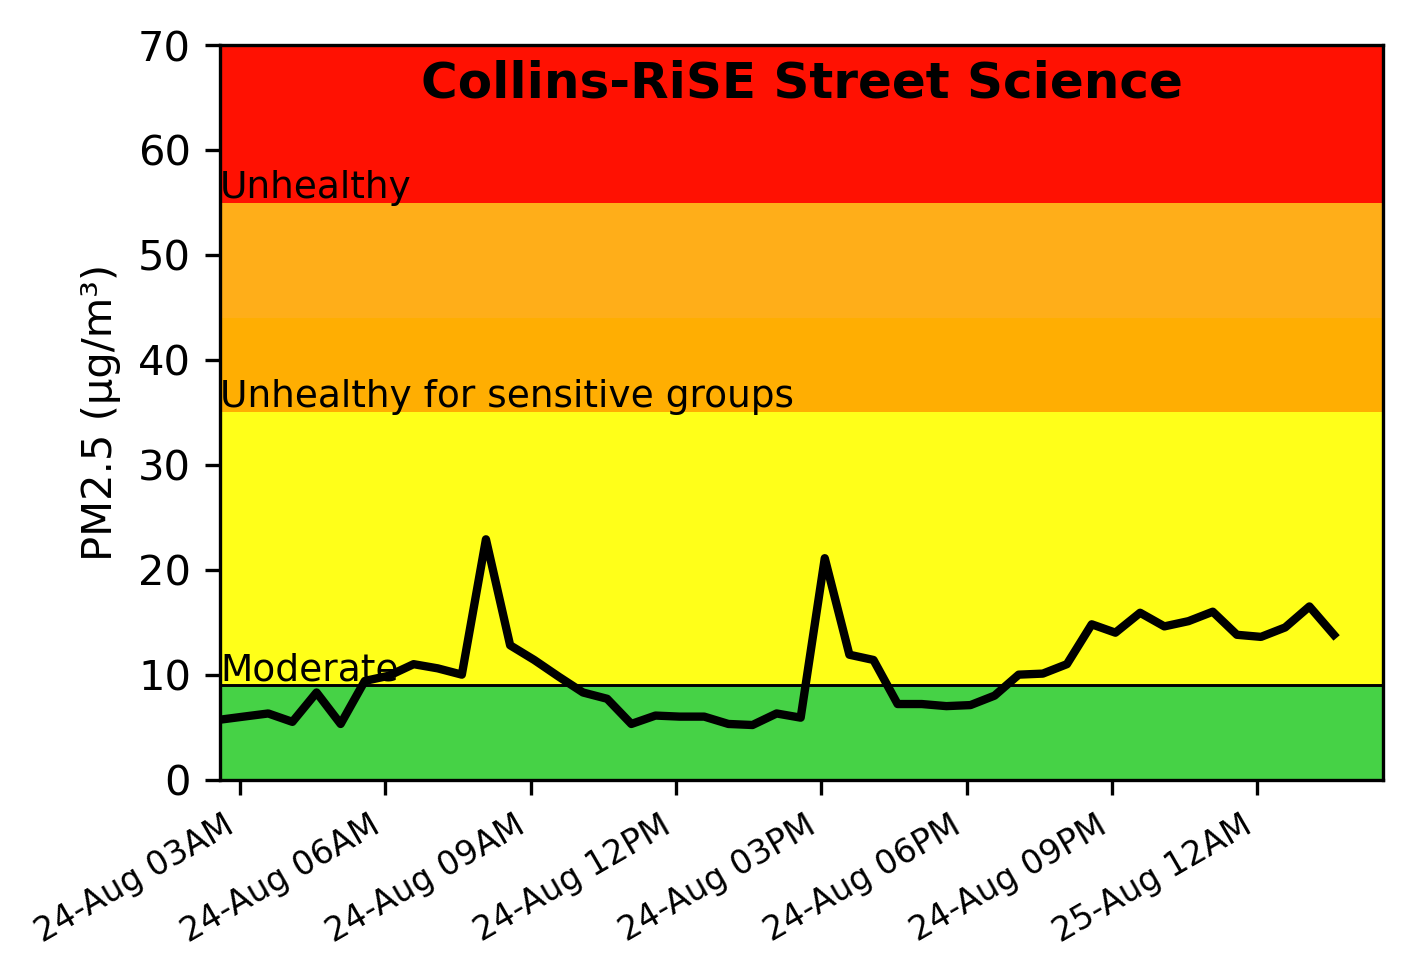 Collins-RiSE Street Science
PM2.5 (µg/m³)
70
60
Unhealthy
50
40
Unhealthy for sensitive groups
30
20
Moderate
10
0
24-Aug 03AM
24-Aug 06AM
24-Aug 09AM
24-Aug 12PM
24-Aug 03PM
24-Aug 06PM
24-Aug 09PM
25-Aug 12AM